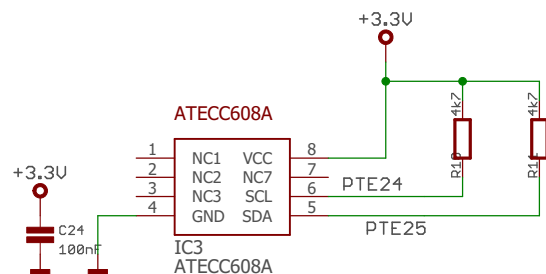 +3.3V
ATECC608A
1 NC1 VCC 8
2 NC2 NC7 7
3 NC3 SCL 6
4 GND SDA 5
IC3
ATECC608A
PTE24
PTE25
4k7
4k7
+3.3V
C24
100nF